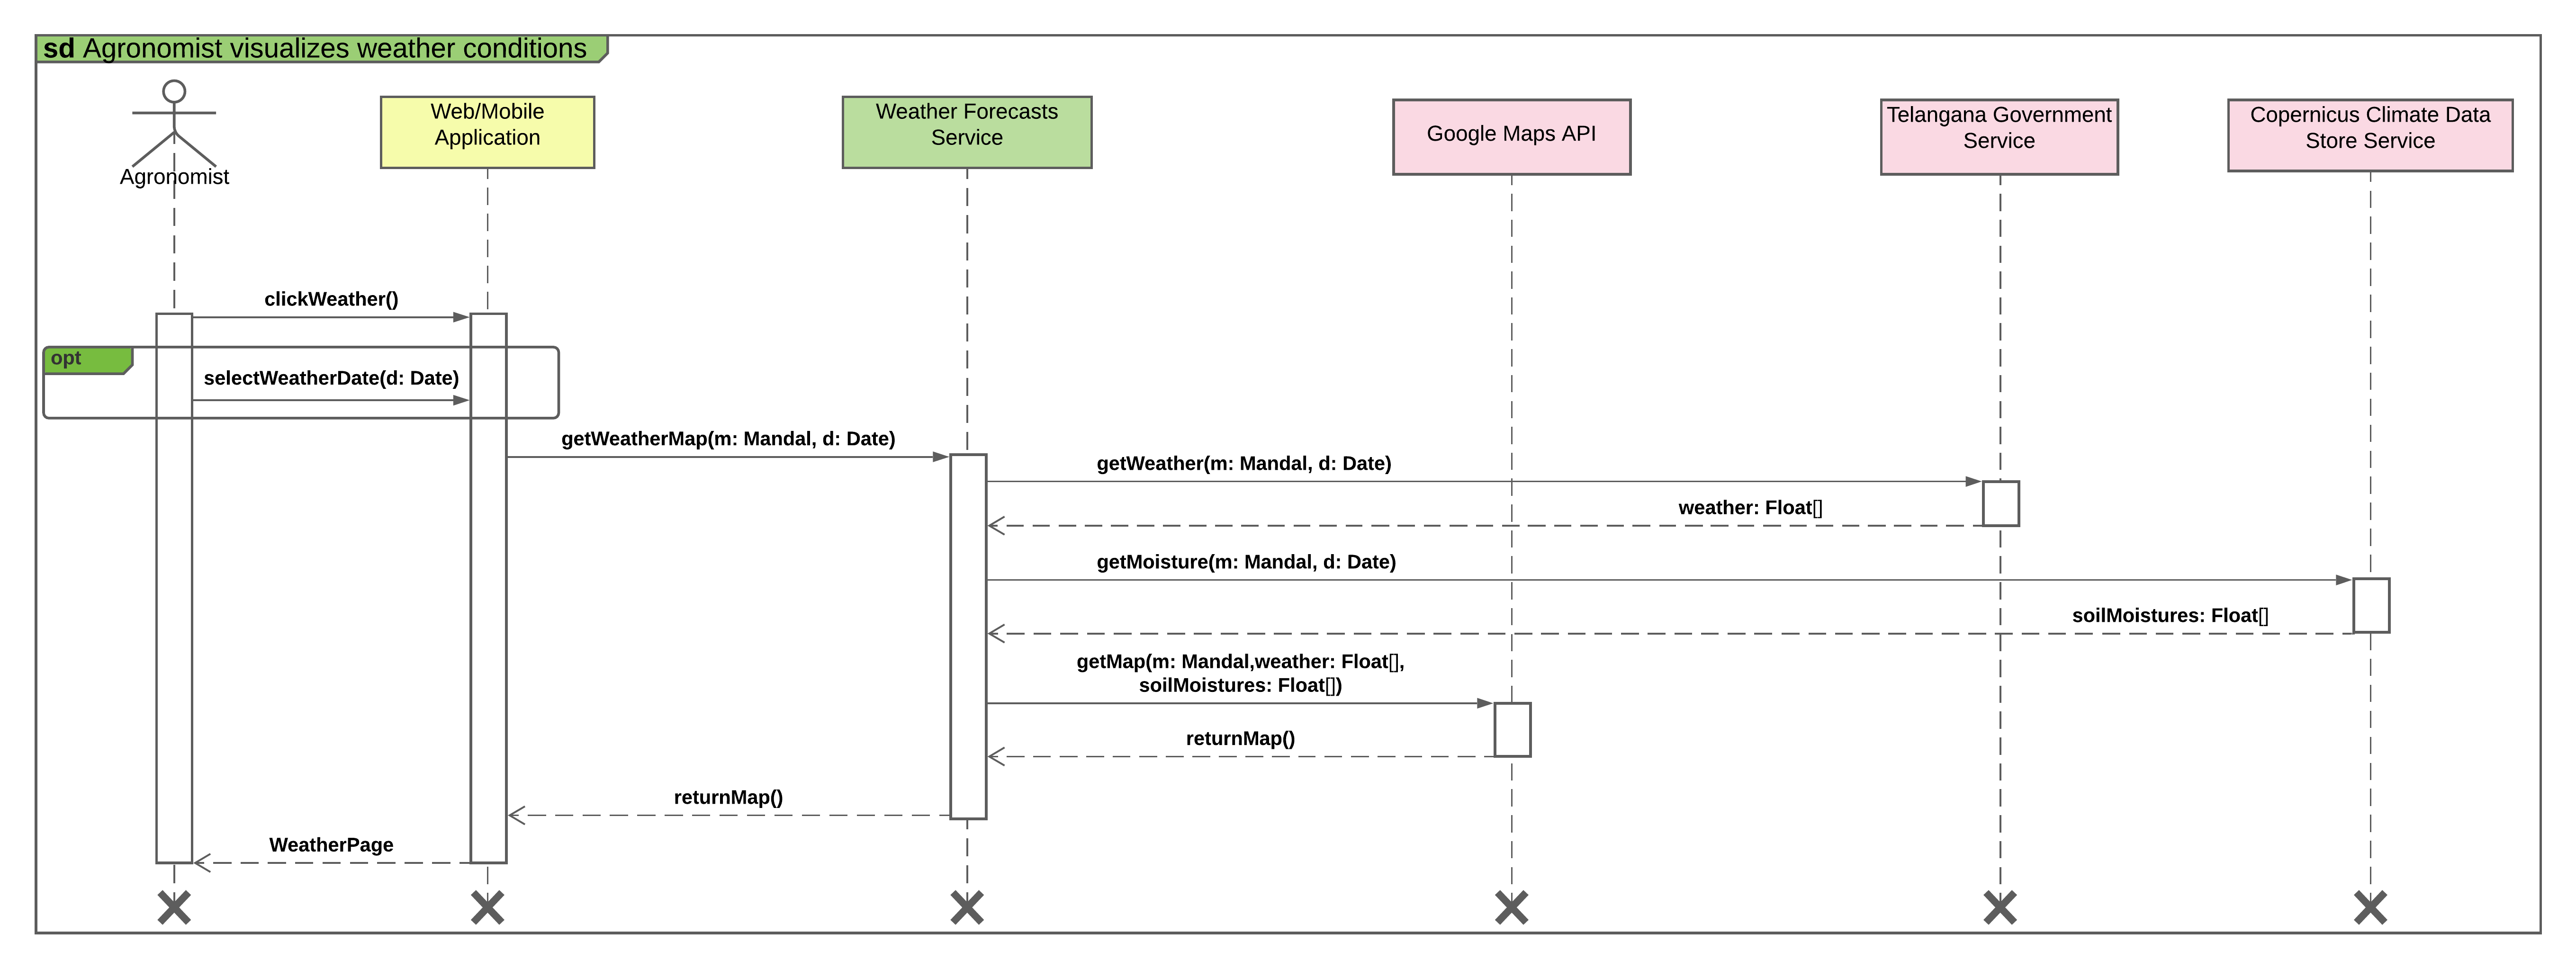 sd Agronomist visualizes weather conditions
Agronomist
Web/Mobile
Application
Weather Forecasts
Service
Google Maps API
Telangana Government
Service
Copernicus Climate Data
Store Service
clickWeather()
opt
selectWeatherDate(d: Date)
getWeatherMap(m: Mandal, d: Date)
getWeather(m: Mandal, d: Date)
weather: Float[]
getMoisture(m: Mandal, d: Date)
soilMoistures: Float[]
getMap(m: Mandal,weather: Float[],
soilMoistures: Float[])
returnMap()
returnMap()
WeatherPage